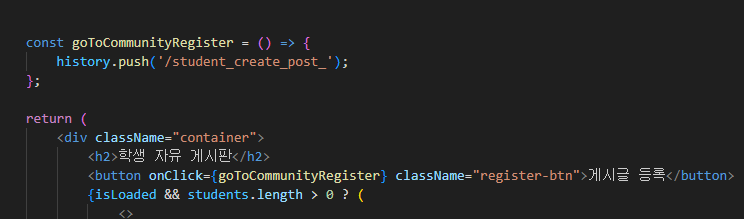 const goToCommunityRegister = () => {
history.push('/student_create_post_');
};
return (
<div className="container">
<h2>학생 자유 게시판</h2>
<button onClick={goToCommunityRegister} className="register-btn">게시글 등록</button>
{isLoaded && students.length > 0 ? (
<>